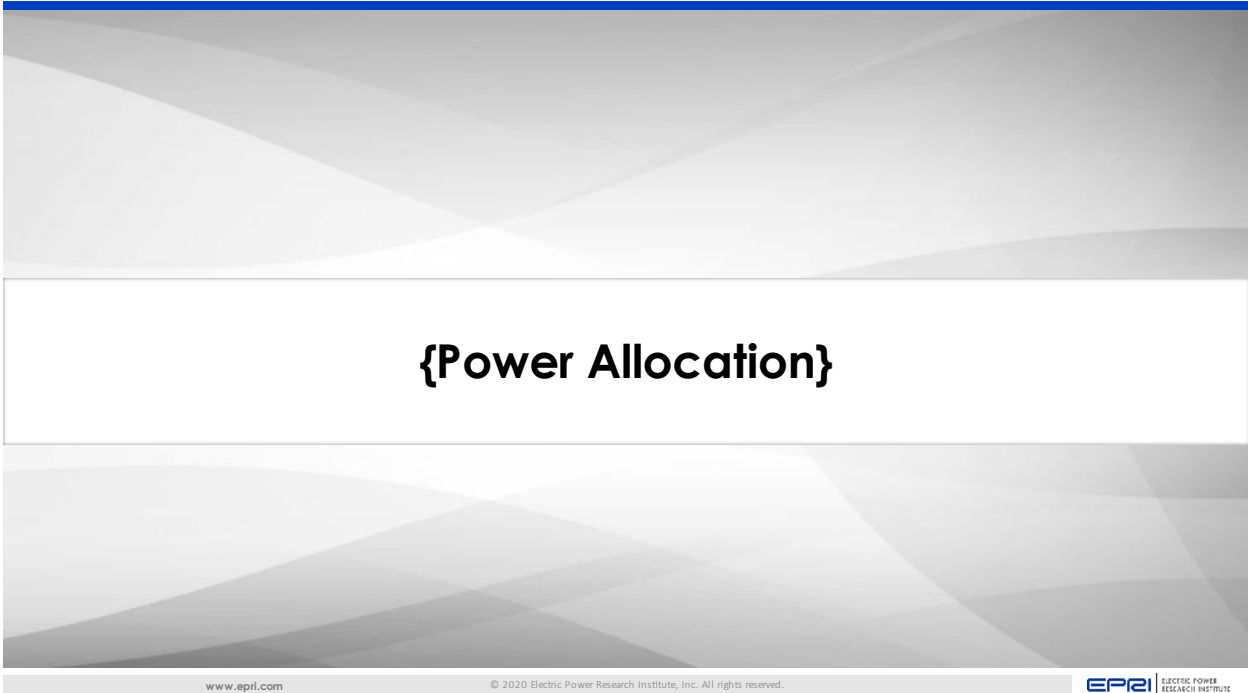 {Power Allocation}
www.epri.com
© 2020 Electric Power Research Institute, Inc. All rights reserved.
EPRI
ELECTRIC POWER
RESEARCH INSTITUTE